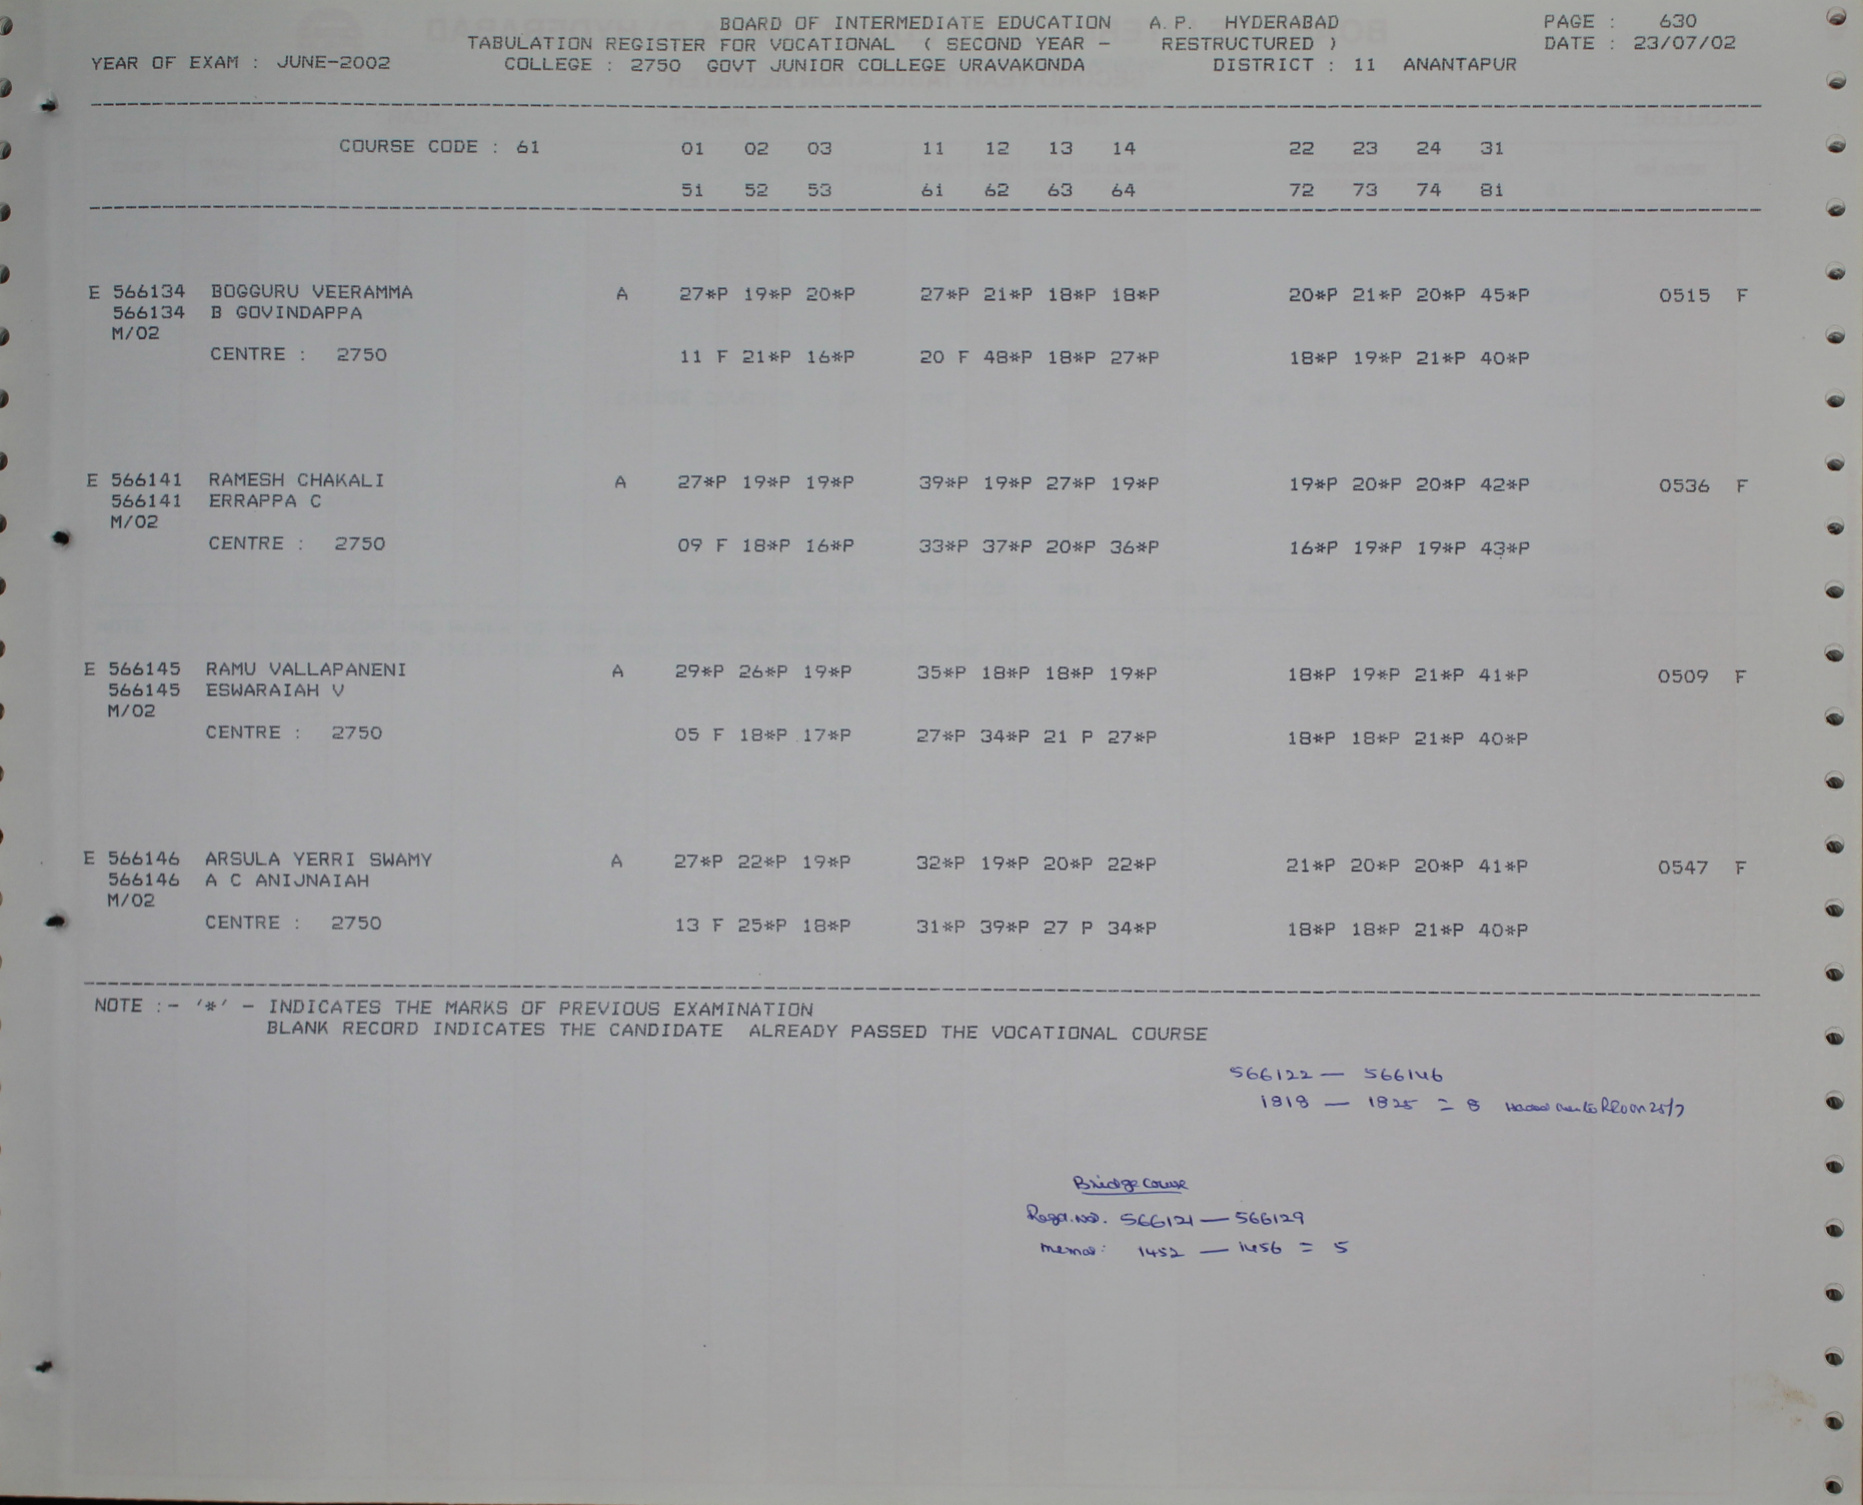 BOARD OF INTERMEDIATE EDUCATION A.P. HYDERABAD PAGE : 630
TABULATION REGISTER FOR VOCATIONAL ( SECOND YEAR - RESTRUCTURED ) DATE : 23/07/02
YEAR OF EXAM : JUNE-2002 COLLEGE : 2750 GOVT JUNIOR COLLEGE URAVAKONDA DISTRICT : 11 ANANTAPUR
COURSE CODE : 61 01 02 03 11 12 13 14 22 23 24 31
51 52 53 61 62 63 64 72 73 74 81
E 566134 BOGGURU VEERAMMA A 27*P 19*P 20*P 27*P 21*P 18*P 18*P 20*P 21*P 20*P 45*P 0515 F
566134 B GOVINDAPPA
M/02
CENTRE : 2750 11 F 21*P 16*P 20 F 48*P 18*P 27*P 18*P 19*P 21*P 40*P
E 566141 RAMESH CHAKALI A 27*P 19*P 19*P 39*P 19*P 27*P 19*P 19*P 20*P 20*P 42*P 0536 F
566141 ERRAPPA C
M/02
CENTRE : 2750 09 F 18*P 16*P 33*P 37*P 20*P 36*P 16*P 19*P 19*P 43*P
E 566145 RAMU VALLAPANENI A 29*P 26*P 19*P 35*P 18*P 18*P 19*P 18*P 19*P 21*P 41*P 0509 F
566145 ESWARAIAH V
M/02
CENTRE : 2750 05 F 18*P 17*P 27*P 34*P 21 P 27*P 18*P 18*P 21*P 40*P
E 566146 ARSULA YERRI SWAMY A 27*P 22*P 19*P 32*P 19*P 20*P 22*P 21*P 20*P 20*P 41*P 0547 F
566146 A C ANIJNAIAH
M/02
CENTRE : 2750 13 F 25*P 18*P 31*P 39*P 27 P 34*P 18*P 18*P 21*P 40*P
NOTE :- '*' - INDICATES THE MARKS OF PREVIOUS EXAMINATION
BLANK RECORD INDICATES THE CANDIDATE ALREADY PASSED THE VOCATIONAL COURSE
566122 — 566146
1818 — 1825 = 8 on 25/7
Bridge Course
Regd.No. 566121 — 566129
memos: 1452 — 1456 = 5